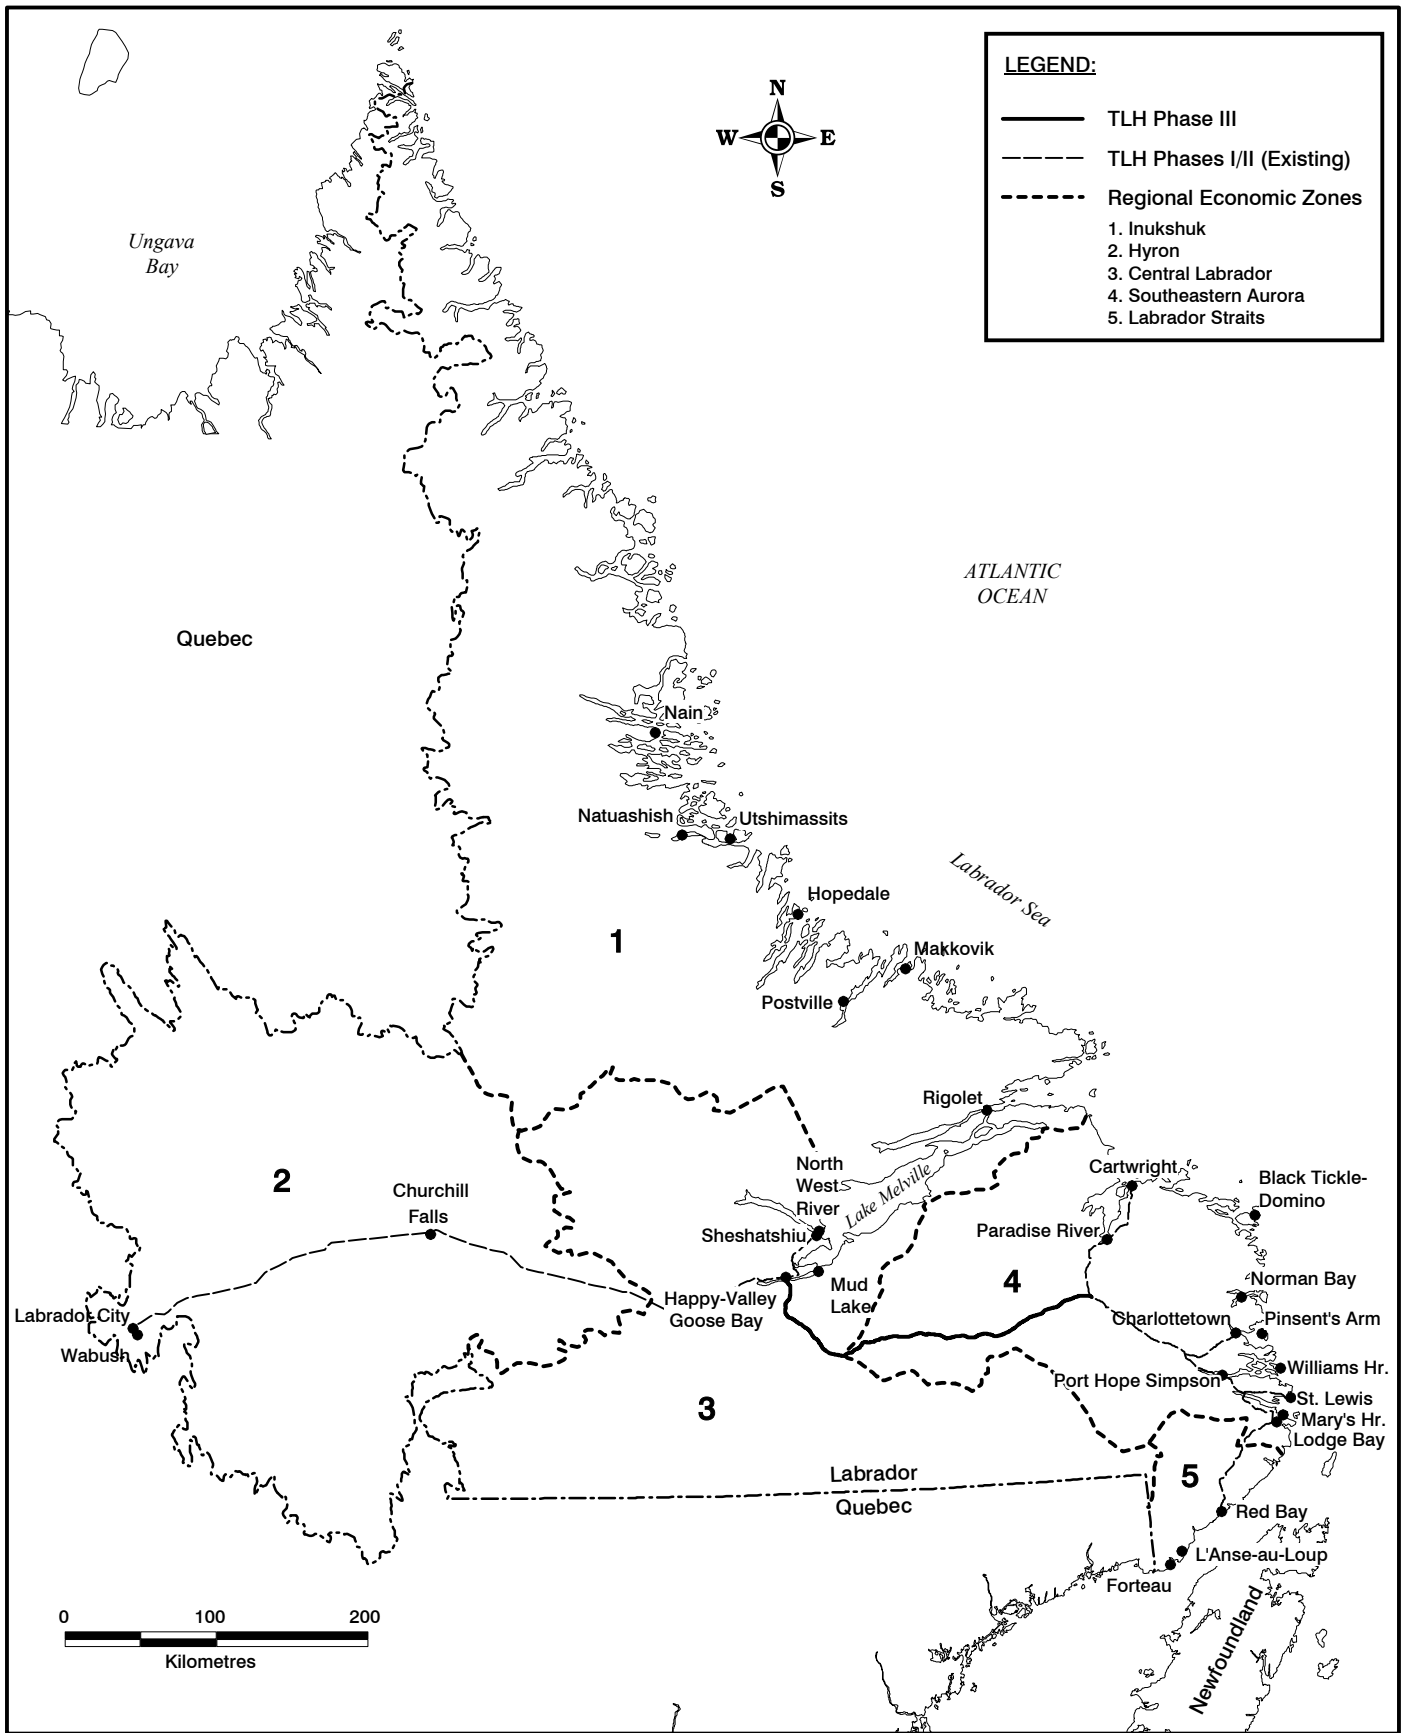 LEGEND:
TLH Phase III
TLH Phases I/II (Existing)
Regional Economic Zones
1. Inukshuk
2. Hyron
3. Central Labrador
4. Southeastern Aurora
5. Labrador Straits
N
W
E
S
Ungava
Bay
ATLANTIC
OCEAN
Quebec
Nain
Natuashish
Utshimassits
Labrador Sea
Hopedale
1
Makkovik
Postville
Rigolet
North
West
River
Lake Melville
Cartwright
Black Tickle-
Domino
2
Churchill
Falls
Sheshatshiu
Paradise River
Mud
Lake
4
Norman Bay
Happy-Valley
Goose Bay
Labrador City
Wabush
Charlottetown
Pinsent's Arm
Williams Hr.
Port Hope Simpson
St. Lewis
3
Mary's Hr.
Lodge Bay
Labrador
Quebec
5
Red Bay
L'Anse-au-Loup
Forteau
Newfoundland
0
100
200
Kilometres